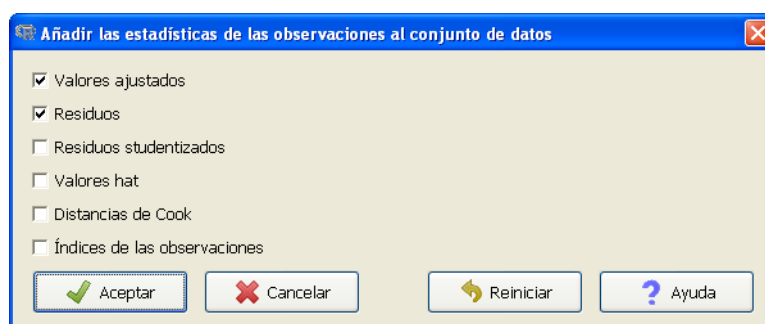 Añadir las estadísticas de las observaciones al conjunto de datos
Valores ajustados
Residuos
Residuos studentizados
Valores hat
Distancias de Cook
Índices de las observaciones
Aceptar Cancelar Reiniciar Ayuda